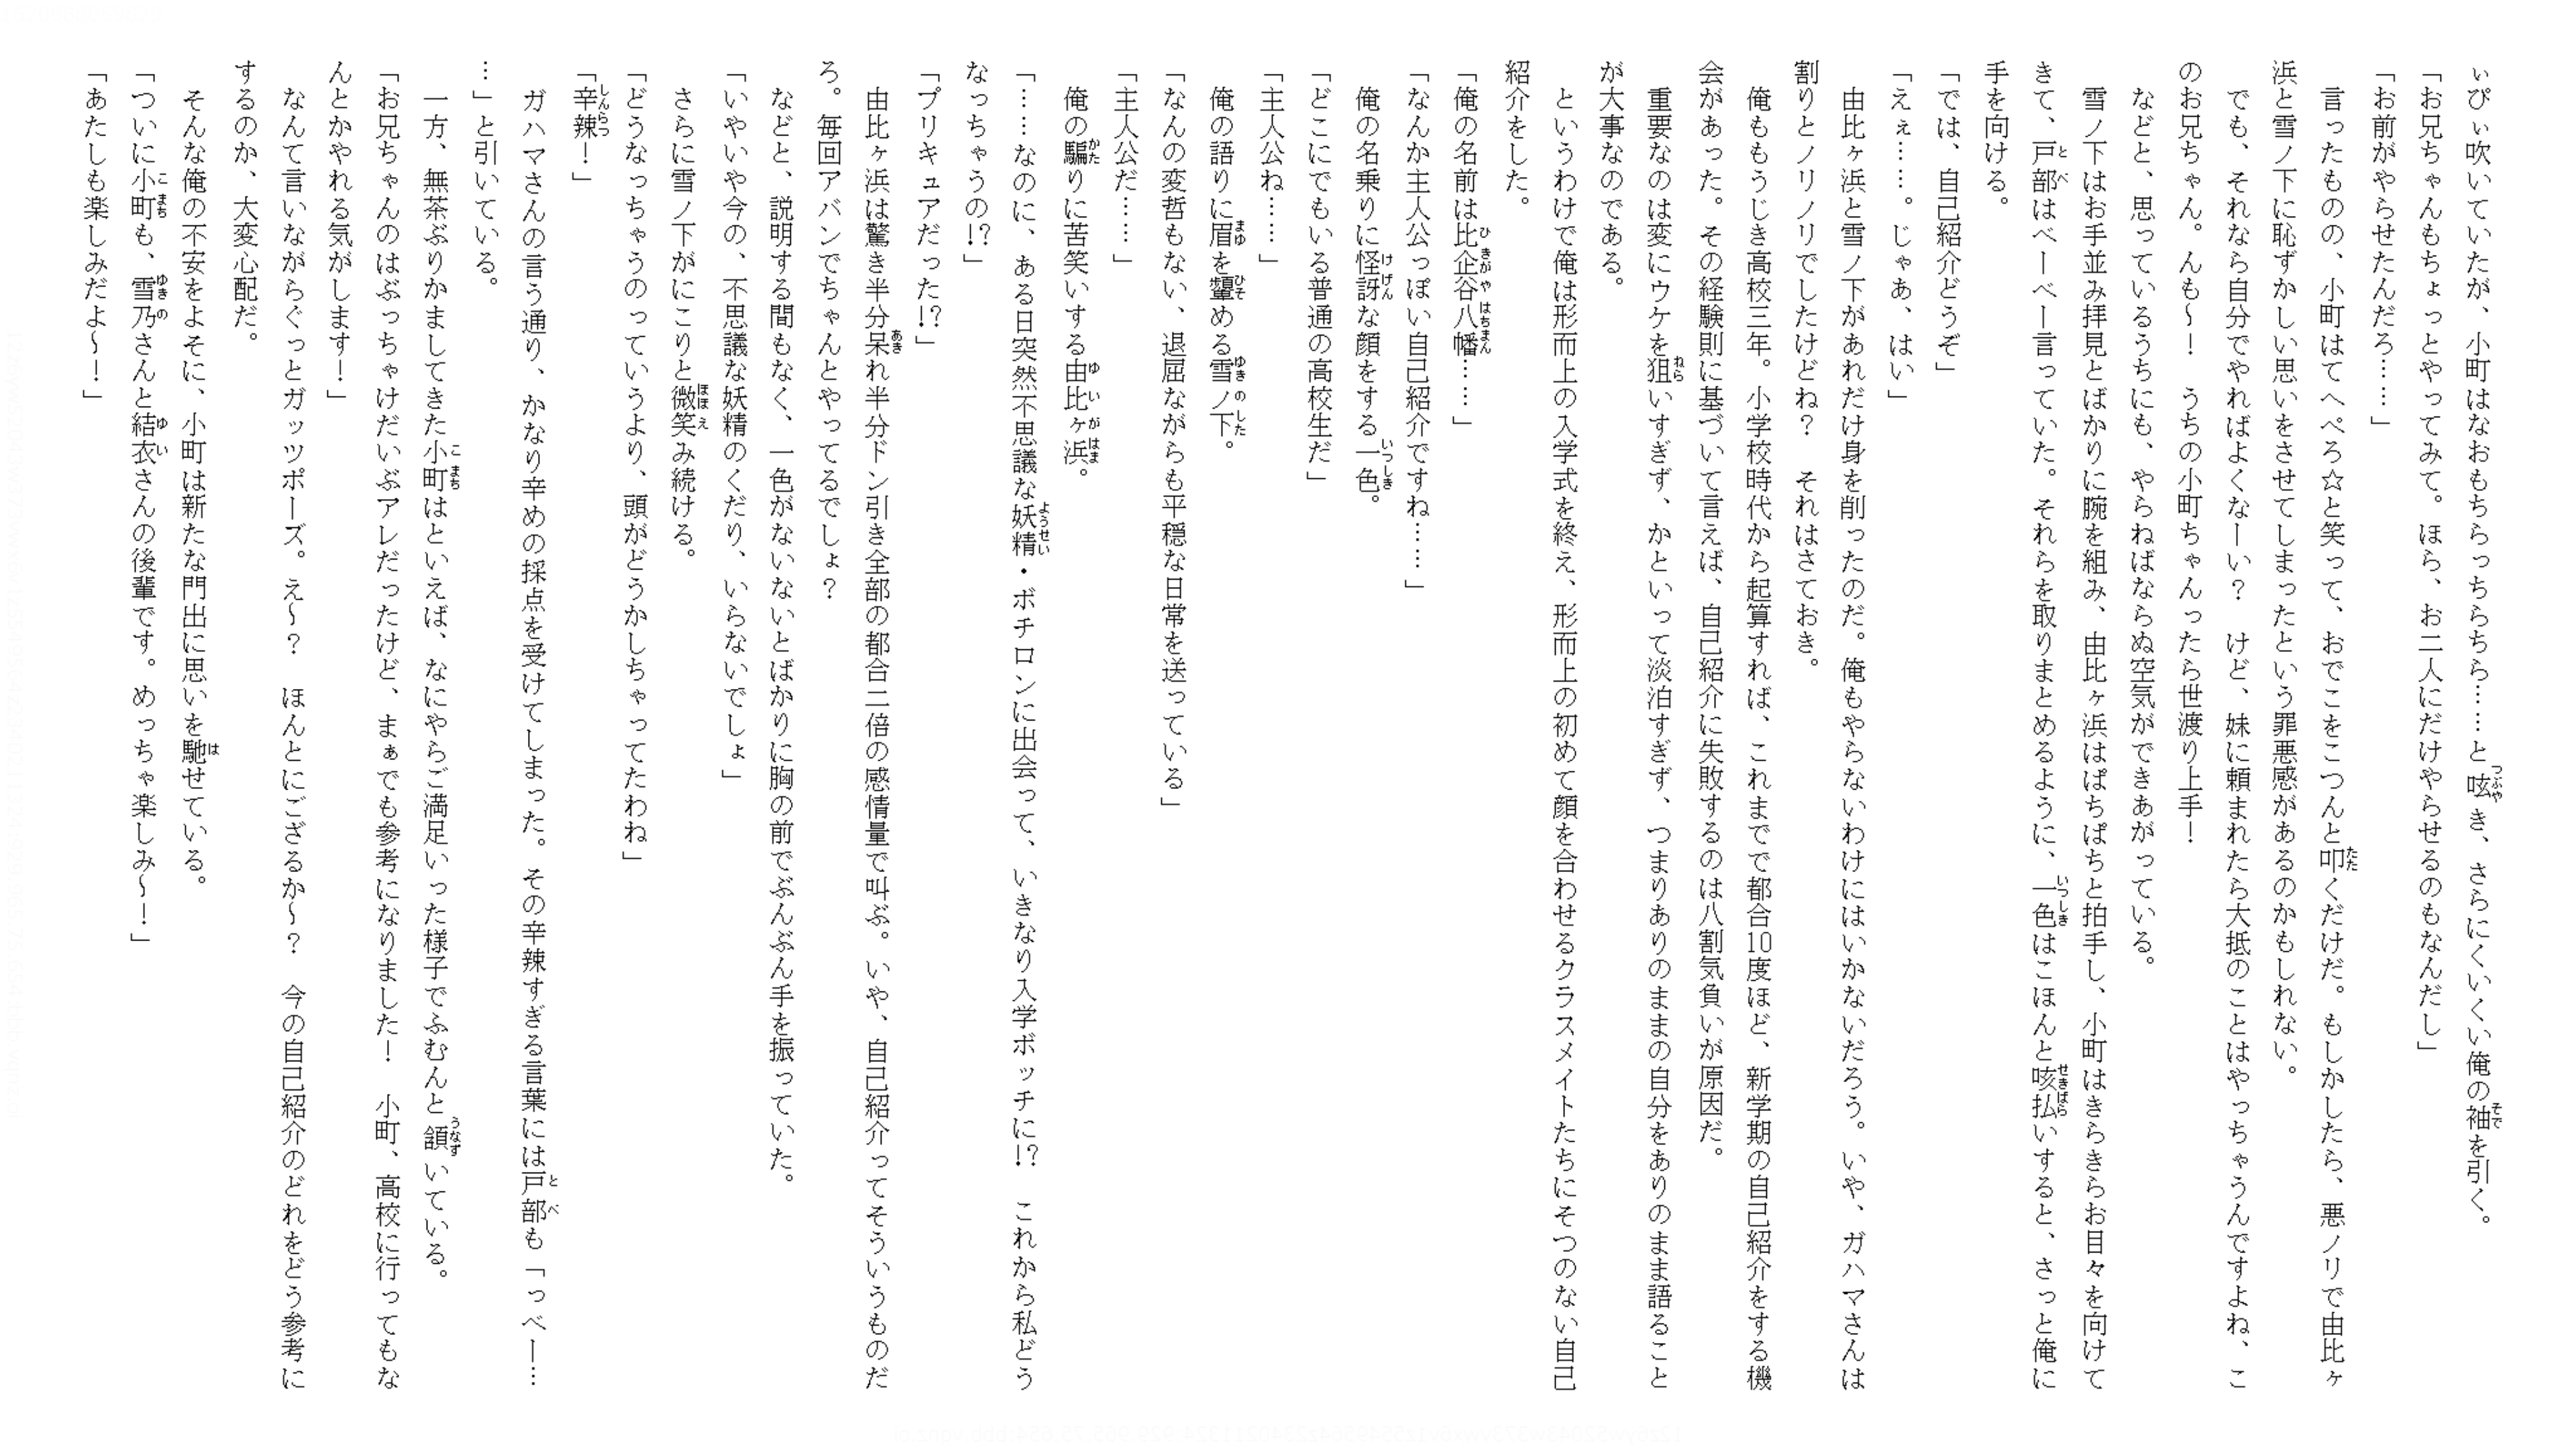 ぃぴぃ吹いていたが、小町はなおもちらっちらちら……と呟き、さらにくいくい俺の袖を引く。
「お兄ちゃんもちょっとやってみて。ほら、お二人にだけやらせるのもなんだし」
「お前がやらせたんだろ……」
　言ったものの、小町はてへぺろ☆と笑って、おでこをこつんと叩くだけだ。もしかしたら、悪ノリで由比ヶ
浜と雪ノ下に恥ずかしい思いをさせてしまったという罪悪感があるのかもしれない。
　でも、それなら自分でやればよくなーい？　けど、妹に頼まれたら大抵のことはやっちゃうんですよね、こ
のお兄ちゃん。んも〜！　うちの小町ちゃんったら世渡り上手！
　などと、思っているうちにも、やらねばならぬ空気ができあがっている。
　雪ノ下はお手並み拝見とばかりに腕を組み、由比ヶ浜はぱちぱちと拍手し、小町はきらきらお目々を向けて
きて、戸部はべーべー言っていた。それらを取りまとめるように、一色はこほんと咳払いすると、さっと俺に
手を向ける。
「では、自己紹介どうぞ」
「えぇ……。じゃあ、はい」
　由比ヶ浜と雪ノ下があれだけ身を削ったのだ。俺もやらないわけにはいかないだろう。いや、ガハマさんは
割りとノリノリでしたけどね？　それはさておき。
　俺ももうじき高校三年。小学校時代から起算すれば、これまでで都合10度ほど、新学期の自己紹介をする機
会があった。その経験則に基づいて言えば、自己紹介に失敗するのは八割気負いが原因だ。
　重要なのは変にウケを狙いすぎず、かといって淡泊すぎず、つまりありのままの自分をありのまま語ること
が大事なのである。
　というわけで俺は形而上の入学式を終え、形而上の初めて顔を合わせるクラスメイトたちにそつのない自己
紹介をした。
「俺の名前は比企谷八幡……」
「なんか主人公っぽい自己紹介ですね……」
　俺の名乗りに怪訝な顔をする一色。
「どこにでもいる普通の高校生だ」
「主人公ね……」
　俺の語りに眉を顰める雪ノ下。
「なんの変哲もない、退屈ながらも平穏な日常を送っている」
「主人公だ……」
　俺の騙りに苦笑いする由比ヶ浜。
「……なのに、ある日突然不思議な妖精・ボチロンに出会って、いきなり入学ボッチに!?　これから私どう
なっちゃうの!?」
「プリキュアだった!?」
　由比ヶ浜は驚き半分呆れ半分ドン引き全部の都合二倍の感情量で叫ぶ。いや、自己紹介ってそういうものだ
ろ。毎回アバンでちゃんとやってるでしょ？
　などと、説明する間もなく、一色がないないとばかりに胸の前でぶんぶん手を振っていた。
「いやいや今の、不思議な妖精のくだり、いらないでしょ」
　さらに雪ノ下がにこりと微笑み続ける。
「どうなっちゃうのっていうより、頭がどうかしちゃってたわね」
「辛辣！」
　ガハマさんの言う通り、かなり辛めの採点を受けてしまった。その辛辣すぎる言葉には戸部も「っべー…
…」と引いている。
　一方、無茶ぶりかましてきた小町はといえば、なにやらご満足いった様子でふむんと頷いている。
「お兄ちゃんのはぶっちゃけだいぶアレだったけど、まぁでも参考になりました！　小町、高校に行ってもな
んとかやれる気がします！」
　なんて言いながらぐっとガッツポーズ。え〜？　ほんとにござるか〜？　今の自己紹介のどれをどう参考に
するのか、大変心配だ。
　そんな俺の不安をよそに、小町は新たな門出に思いを馳せている。
「ついに小町も、雪乃さんと結衣さんの後輩です。めっちゃ楽しみ〜！」
「あたしも楽しみだよ〜！」